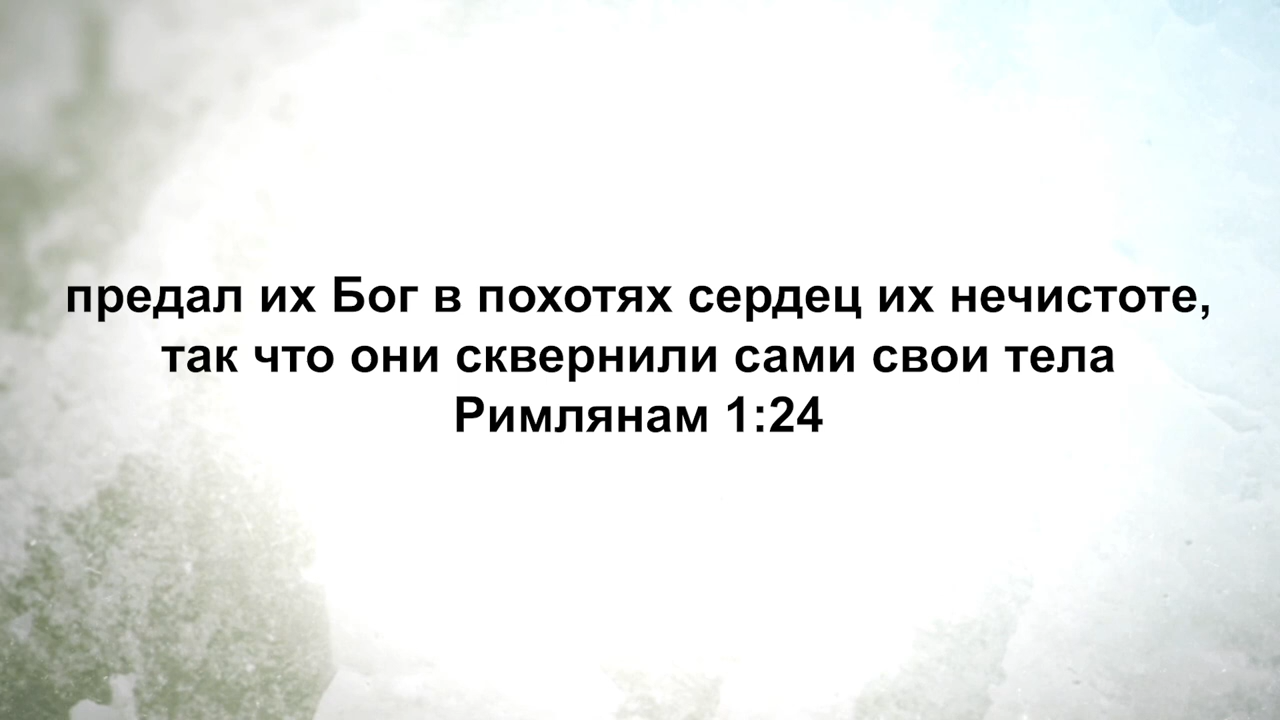 предал их Бог в похотях сердец их нечистоте,
так что они сквернили сами свои тела
Римлянам 1:24